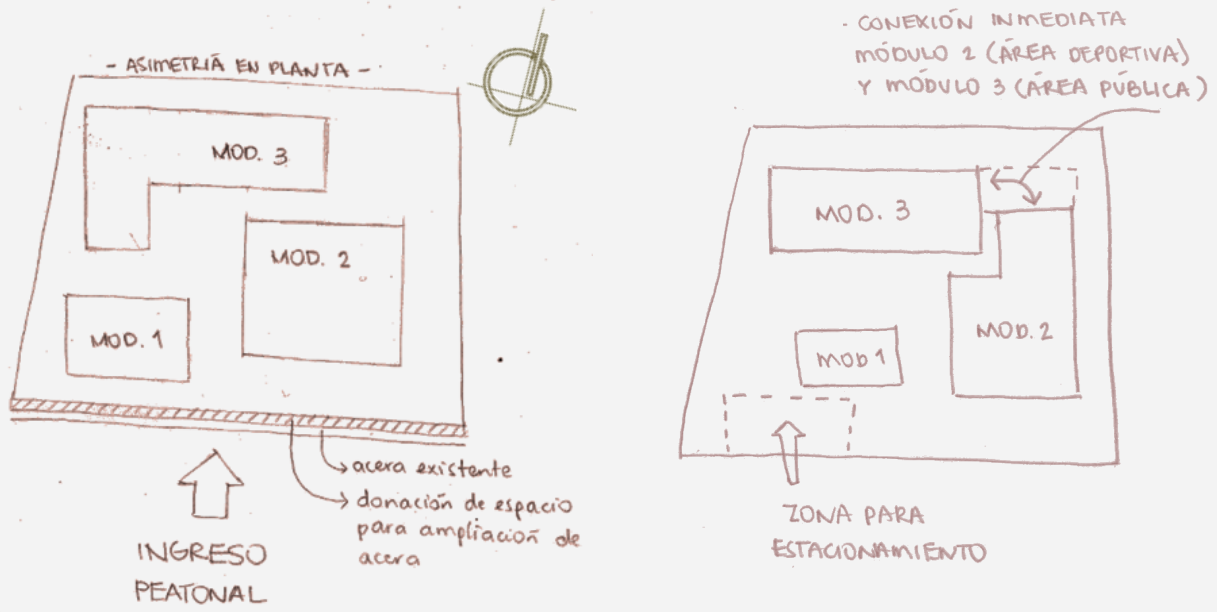 - ASIMETRÍA EN PLANTA -
MOD. 3
MOD. 2
MOD. 1
acera existente
donación de espacio
para ampliación de
acera
INGRESO
PEATONAL
- CONEXIÓN INMEDIATA
MÓDULO 2 (ÁREA DEPORTIVA)
Y MÓDULO 3 (ÁREA PÚBLICA)
MOD. 3
MOD. 2
MOD 1
ZONA PARA
ESTACIONAMIENTO